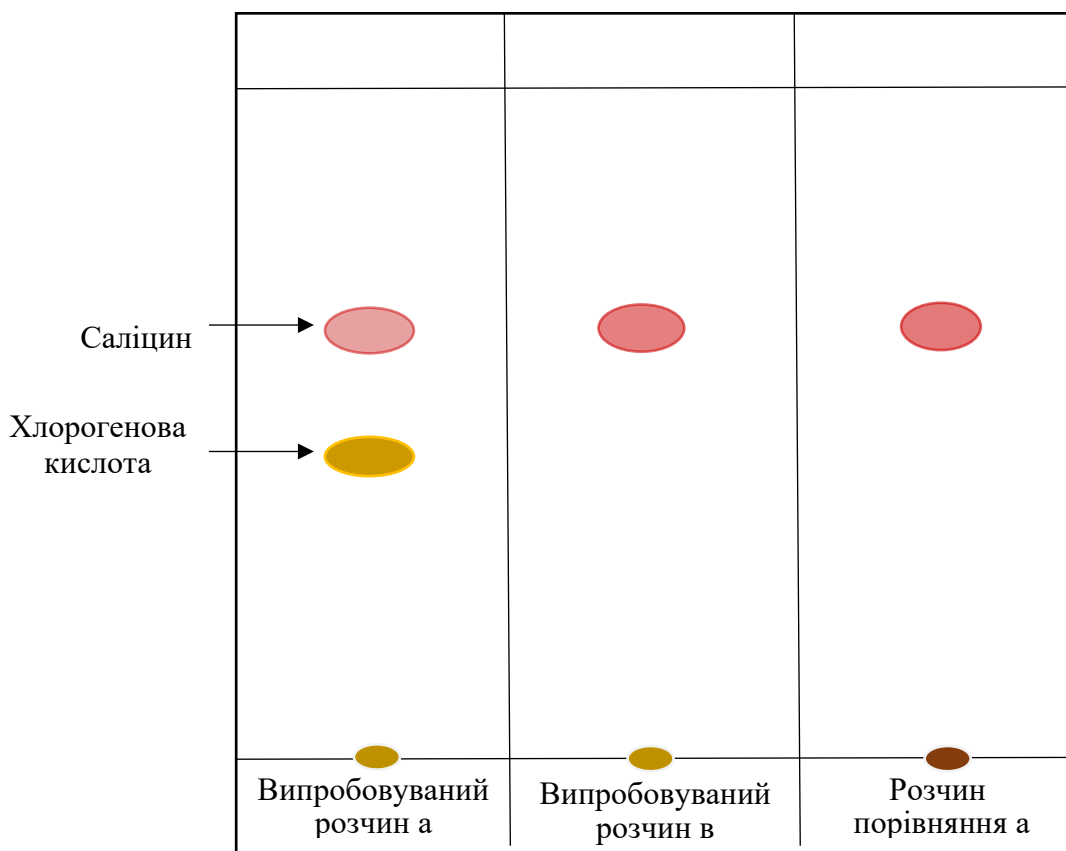 Саліцин
Хлорогенова
кислота
Випробовуваний
розчин а
Випробовуваний
розчин в
Розчин
порівняння а